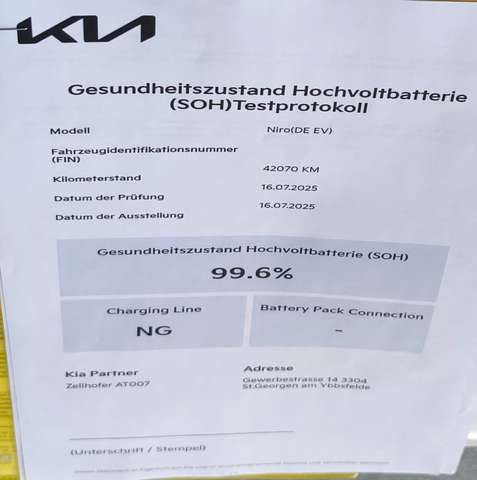 KIA
Gesundheitszustand Hochvoltbatterie
(SOH)Testprotokoll
Modell Niro(DE EV)
Fahrzeugidentifikationsnummer
(FIN)
Kilometerstand 42070 KM
Datum der Prüfung 16.07.2025
Datum der Ausstellung 16.07.2025
Gesundheitszustand Hochvoltbatterie (SOH)
99.6%
Charging Line Battery Pack Connection
NG -
Kia Partner Adresse
Zellhofer AT007 Gewerbestrasse 14 3304
St.Georgen am Ybbsfelde
(Unterschrift / Stempel)